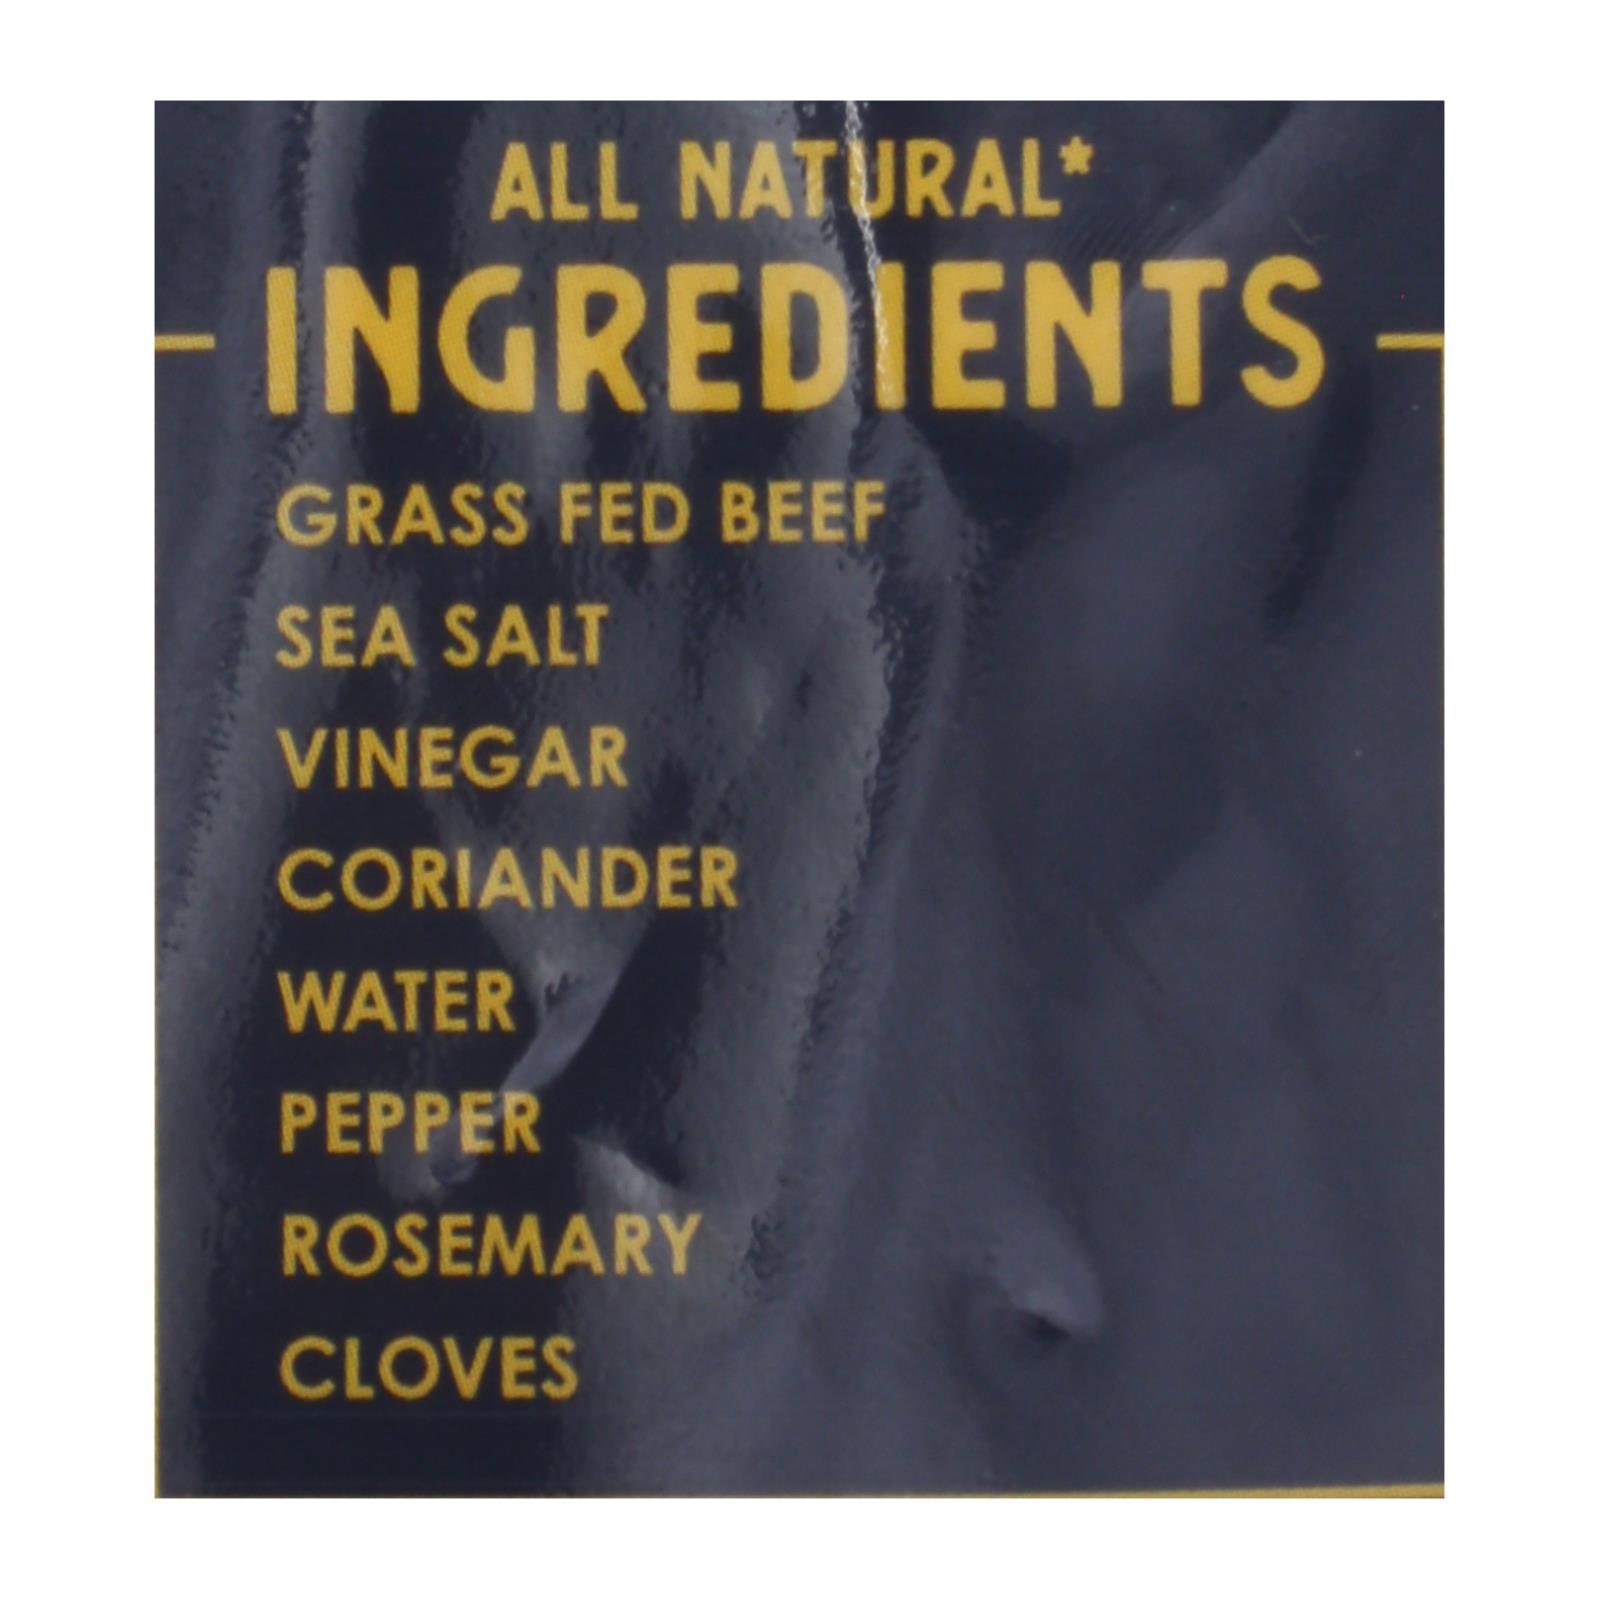 ALL NATURAL*
INGREDIENTS
GRASS FED BEEF
SEA SALT
VINEGAR
CORIANDER
WATER
PEPPER
ROSEMARY
CLOVES